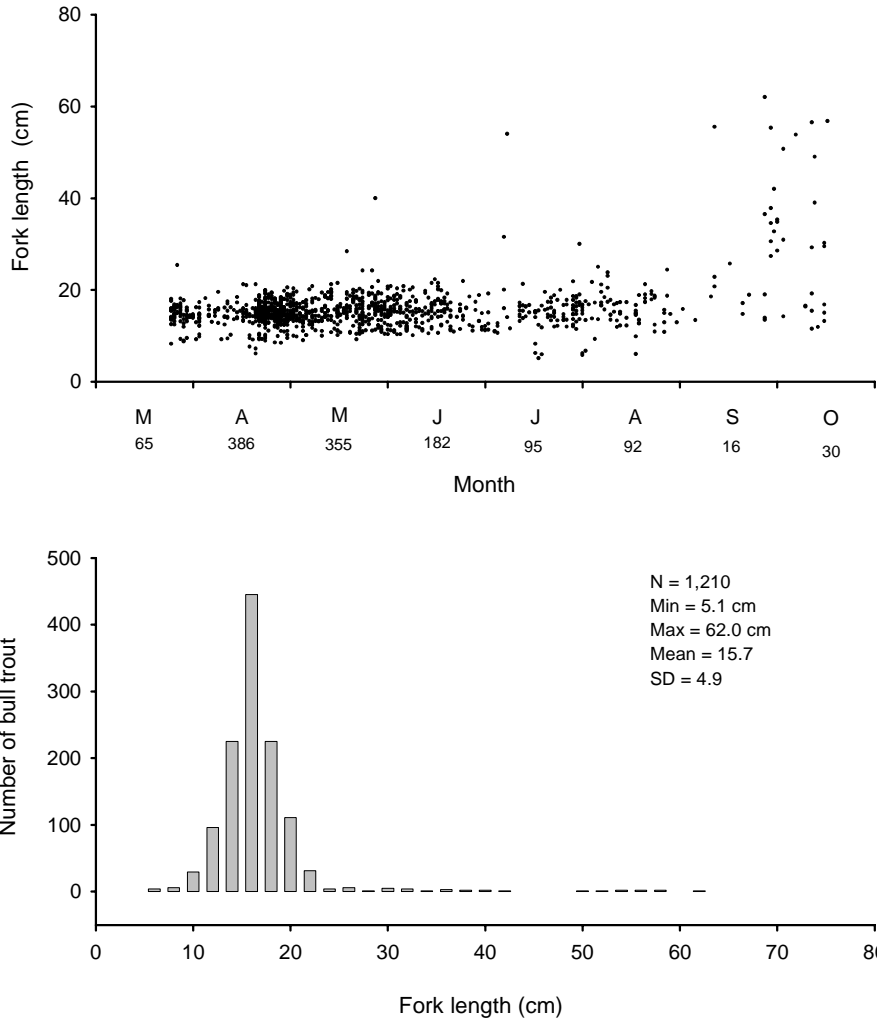 80
60
40
20
0
Fork length (cm)
M A M J J A S O
65 386 355 182 95 92 16 30
Month
500
400
300
200
100
0
Number of bull trout
N = 1,210
Min = 5.1 cm
Max = 62.0 cm
Mean = 15.7
SD = 4.9
0 10 20 30 40 50 60 70 80
Fork length (cm)